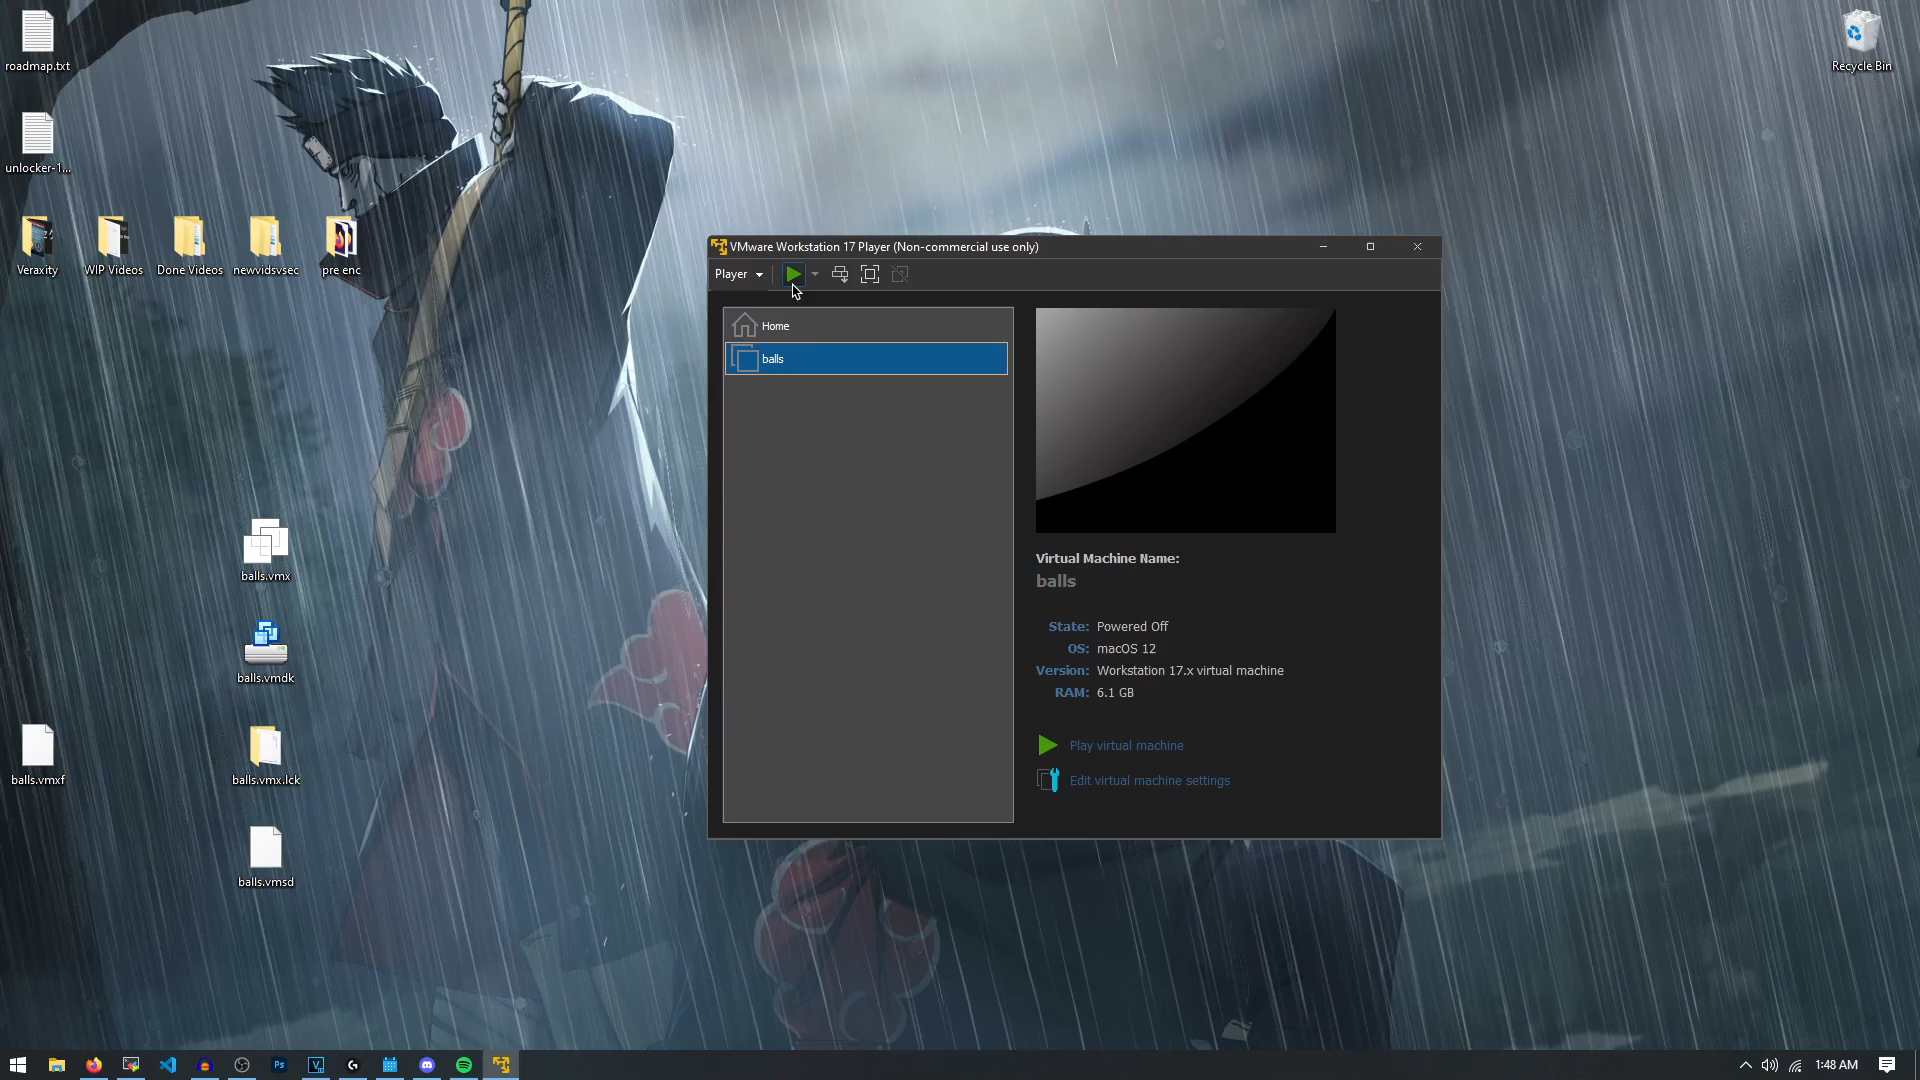 roadmap.txt
Recycle Bin
unlocker-1...
Veraxity
WIP Videos
Done Videos
newvidsvsec
pre enc
balls.vmx
balls.vmdk
balls.vmxf
balls.vmx.lck
balls.vmsd
VMware Workstation 17 Player (Non-commercial use only)
Player
Home
balls
Virtual Machine Name:
balls
State: Powered Off
OS: macOS 12
Version: Workstation 17.x virtual machine
RAM: 6.1 GB
Play virtual machine
Edit virtual machine settings
Ps
1:48 AM